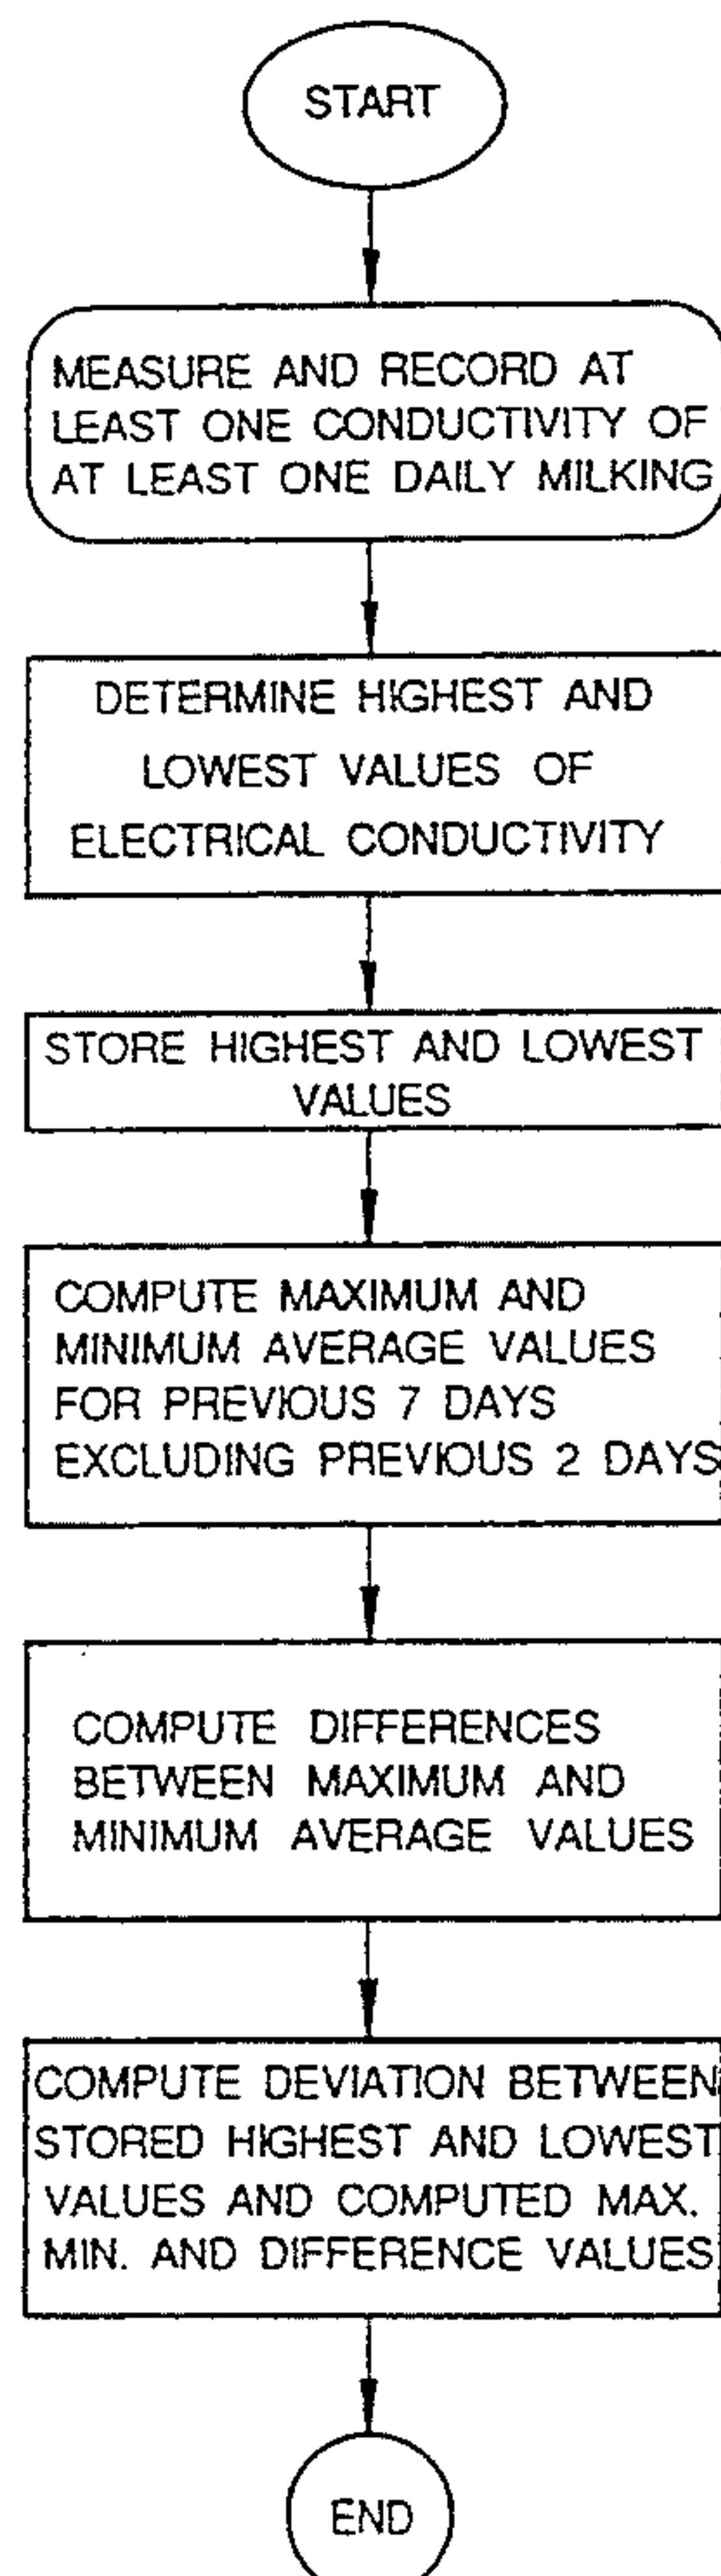 START
MEASURE AND RECORD AT
LEAST ONE CONDUCTIVITY OF
AT LEAST ONE DAILY MILKING
DETERMINE HIGHEST AND
LOWEST VALUES OF
ELECTRICAL CONDUCTIVITY
STORE HIGHEST AND LOWEST
VALUES
COMPUTE MAXIMUM AND
MINIMUM AVERAGE VALUES
FOR PREVIOUS 7 DAYS
EXCLUDING PREVIOUS 2 DAYS
COMPUTE DIFFERENCES
BETWEEN MAXIMUM AND
MINIMUM AVERAGE VALUES
COMPUTE DEVIATION BETWEEN
STORED HIGHEST AND LOWEST
VALUES AND COMPUTED MAX.
MIN. AND DIFFERENCE VALUES
END